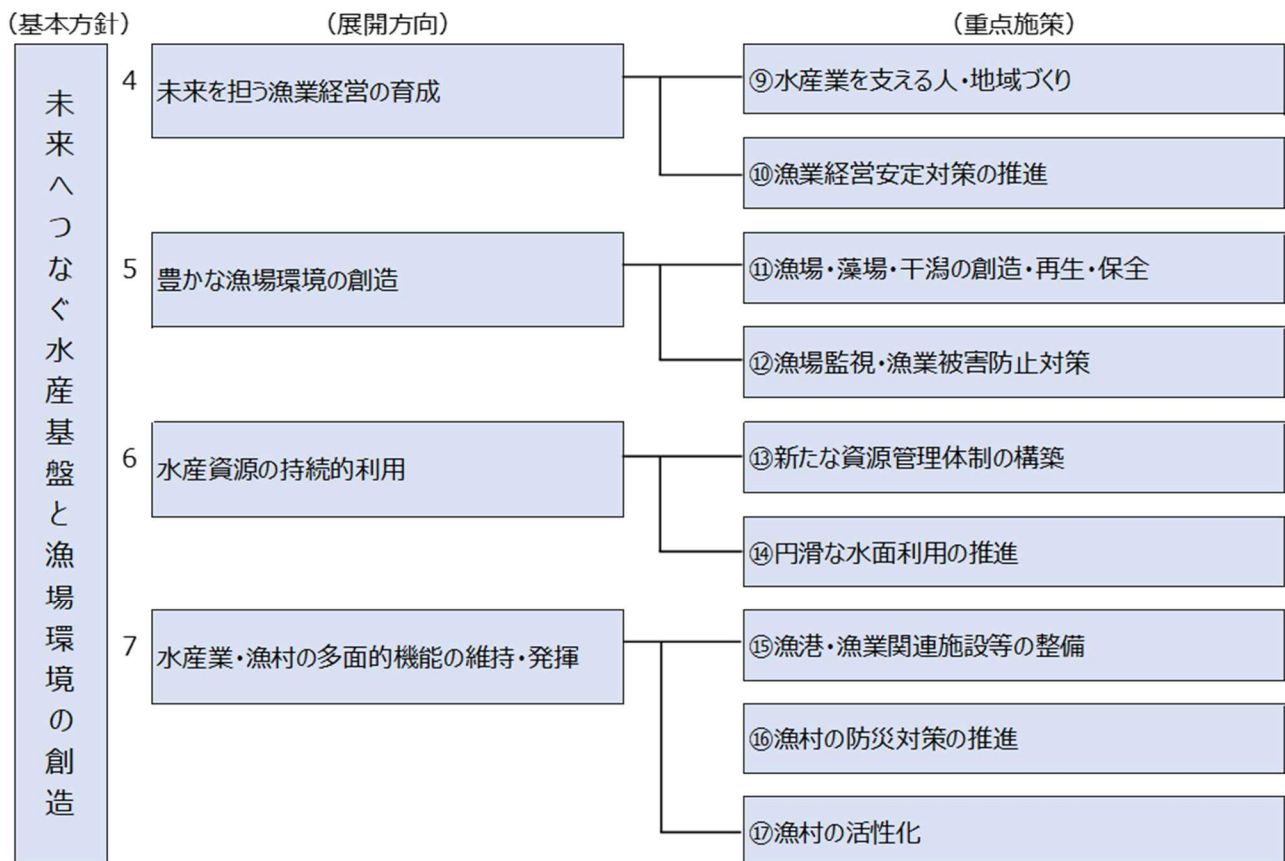 (基本方針)
(展開方向)
(重点施策)
未来へつなぐ水産基盤と漁場環境の創造
4
未来を担う漁業経営の育成
⑨水産業を支える人・地域づくり
⑩漁業経営安定対策の推進
5
豊かな漁場環境の創造
⑪漁場・藻場・干潟の創造・再生・保全
⑫漁場監視・漁業被害防止対策
6
水産資源の持続的利用
⑬新たな資源管理体制の構築
⑭円滑な水面利用の推進
7
水産業・漁村の多面的機能の維持・発揮
⑮漁港・漁業関連施設等の整備
⑯漁村の防災対策の推進
⑰漁村の活性化